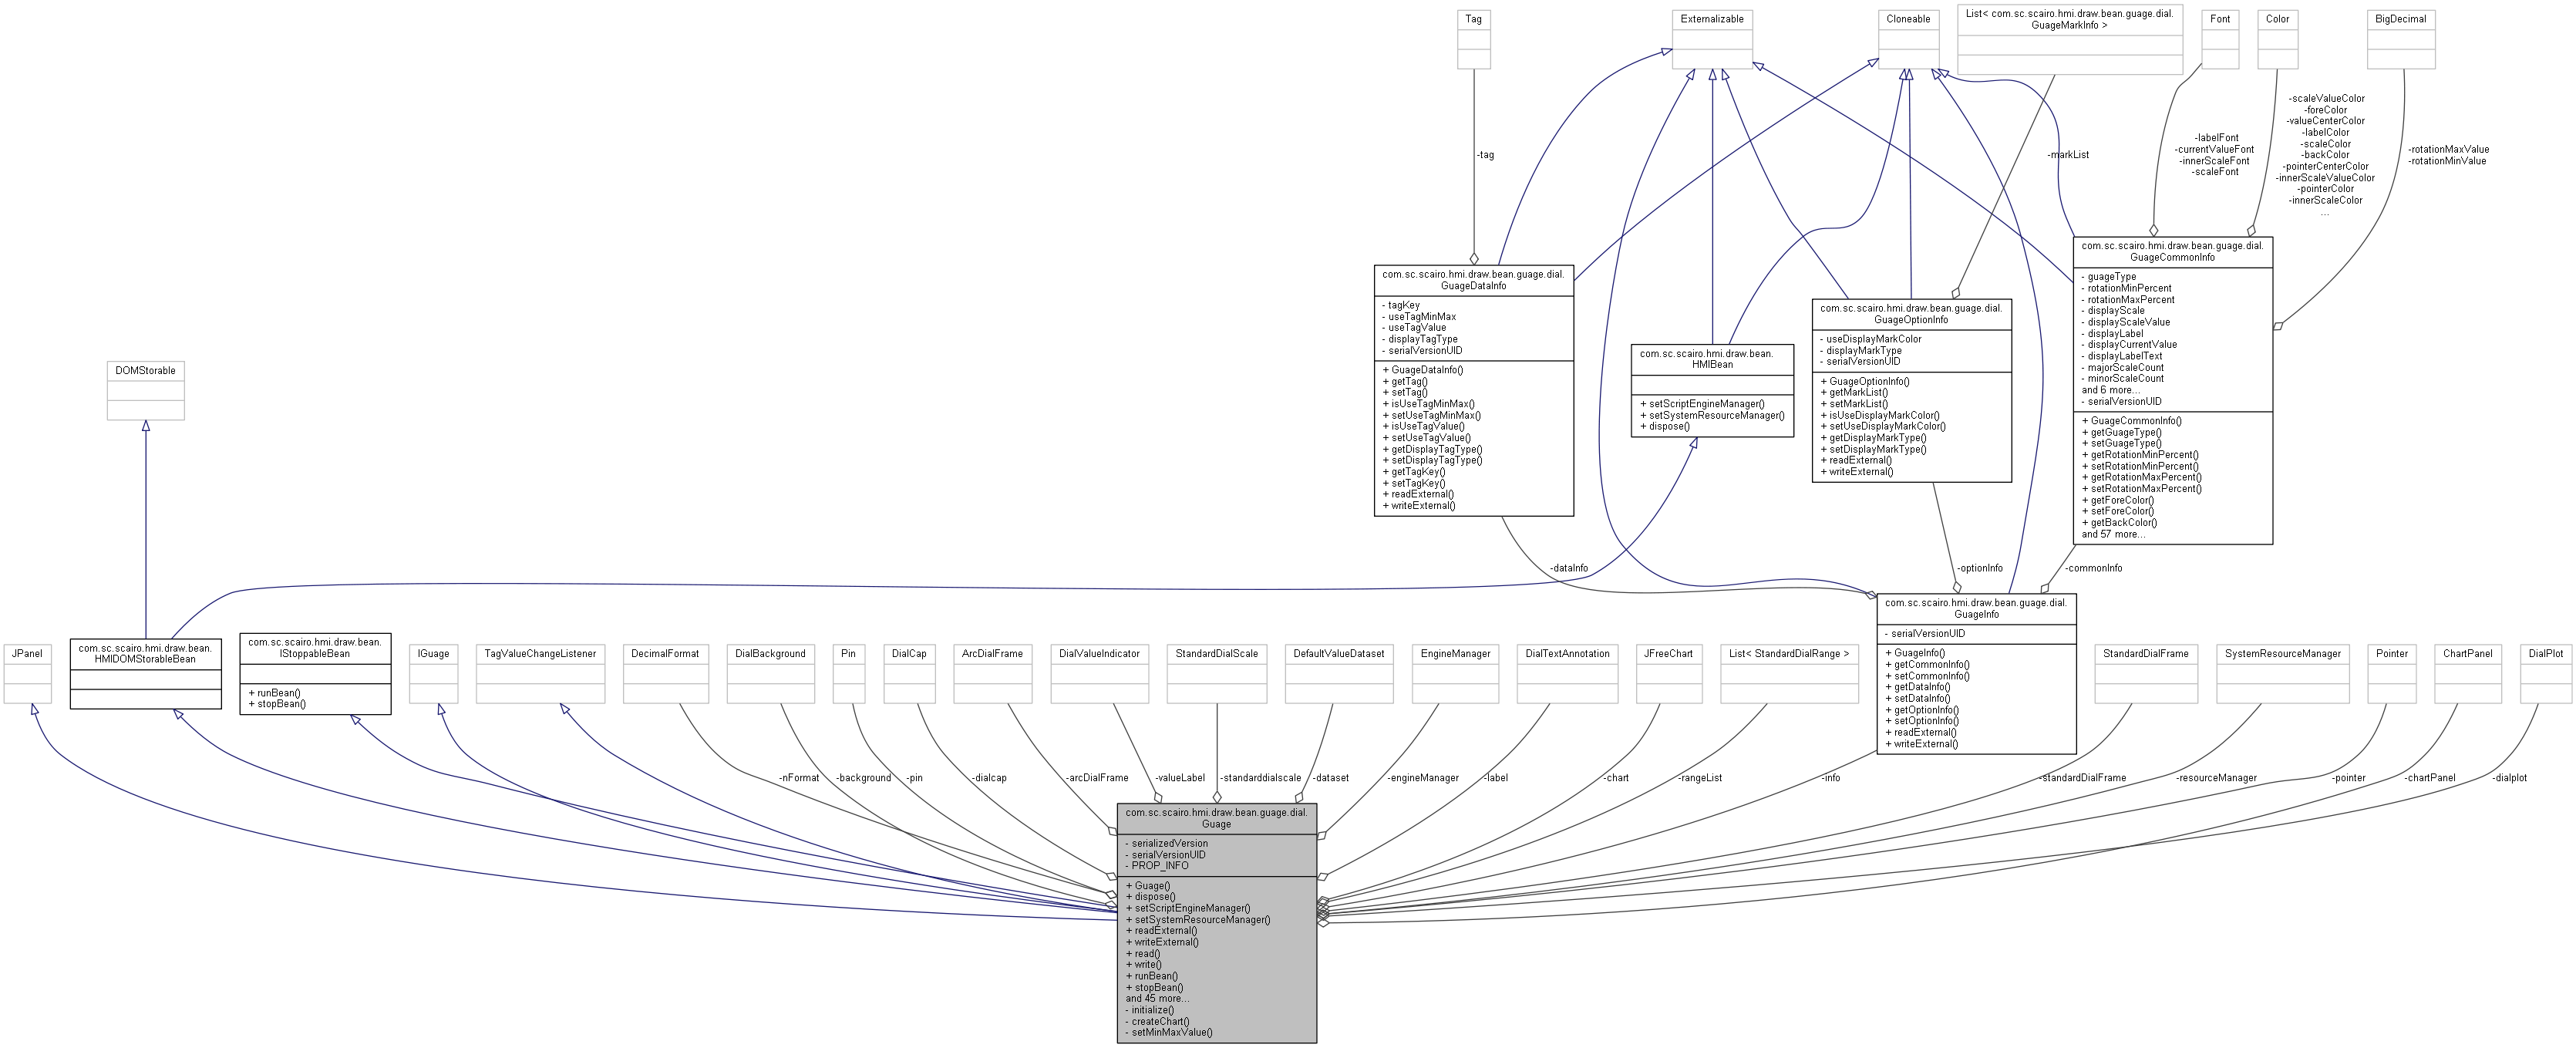 Tag
Externalizable
Cloneable
List< com.sc.scairo.hmi.draw.bean.guage.dial.
GuageMarkInfo >
Font
Color
BigDecimal
-tag
-markList
-labelFont
-currentValueFont
-innerScaleFont
-scaleFont
-scaleValueColor
-foreColor
-valueCenterColor
-labelColor
-scaleColor
-backColor
-pointerCenterColor
-innerScaleValueColor
-pointerColor
-innerScaleColor
...
-rotationMaxValue
-rotationMinValue
com.sc.scairo.hmi.draw.bean.guage.dial.
GuageDataInfo
- tagKey
- useTagMinMax
- useTagValue
- displayTagType
- serialVersionUID
+ GuageDataInfo()
+ getTag()
+ setTag()
+ isUseTagMinMax()
+ setUseTagMinMax()
+ isUseTagValue()
+ setUseTagValue()
+ getDisplayTagType()
+ setDisplayTagType()
+ getTagKey()
+ setTagKey()
+ readExternal()
+ writeExternal()
com.sc.scairo.hmi.draw.bean.
HMIBean
+ setScriptEngineManager()
+ setSystemResourceManager()
+ dispose()
com.sc.scairo.hmi.draw.bean.guage.dial.
GuageOptionInfo
- useDisplayMarkColor
- displayMarkType
- serialVersionUID
+ GuageOptionInfo()
+ getMarkList()
+ setMarkList()
+ isUseDisplayMarkColor()
+ setUseDisplayMarkColor()
+ getDisplayMarkType()
+ setDisplayMarkType()
+ readExternal()
+ writeExternal()
com.sc.scairo.hmi.draw.bean.guage.dial.
GuageCommonInfo
- guageType
- rotationMinPercent
- rotationMaxPercent
- displayScale
- displayScaleValue
- displayLabel
- displayCurrentValue
- displayLabelText
- majorScaleCount
- minorScaleCount
and 6 more...
- serialVersionUID
+ GuageCommonInfo()
+ getGuageType()
+ setGuageType()
+ getRotationMinPercent()
+ setRotationMinPercent()
+ getRotationMaxPercent()
+ setRotationMaxPercent()
+ getForeColor()
+ setForeColor()
+ getBackColor()
and 57 more...
DOMStorable
-dataInfo
-optionInfo
-commonInfo
JPanel
com.sc.scairo.hmi.draw.bean.
HMIDOMStorableBean
com.sc.scairo.hmi.draw.bean.
IStoppableBean
+ runBean()
+ stopBean()
IGuage
TagValueChangeListener
DecimalFormat
DialBackground
Pin
DialCap
ArcDialFrame
DialValueIndicator
StandardDialScale
DefaultValueDataset
EngineManager
DialTextAnnotation
JFreeChart
List< StandardDialRange >
com.sc.scairo.hmi.draw.bean.guage.dial.
GuageInfo
- serialVersionUID
+ GuageInfo()
+ getCommonInfo()
+ setCommonInfo()
+ getDataInfo()
+ setDataInfo()
+ getOptionInfo()
+ setOptionInfo()
+ readExternal()
+ writeExternal()
StandardDialFrame
SystemResourceManager
Pointer
ChartPanel
DialPlot
-nFormat
-background
-pin
-dialcap
-arcDialFrame
-valueLabel
-standarddialscale
-dataset
-engineManager
-label
-chart
-rangeList
-info
-standardDialFrame
-resourceManager
-pointer
-chartPanel
-dialplot
com.sc.scairo.hmi.draw.bean.guage.dial.
Guage
- serializedVersion
- serialVersionUID
- PROP_INFO
+ Guage()
+ dispose()
+ setScriptEngineManager()
+ setSystemResourceManager()
+ readExternal()
+ writeExternal()
+ read()
+ write()
+ runBean()
+ stopBean()
and 45 more...
- initialize()
- createChart()
- setMinMaxValue()